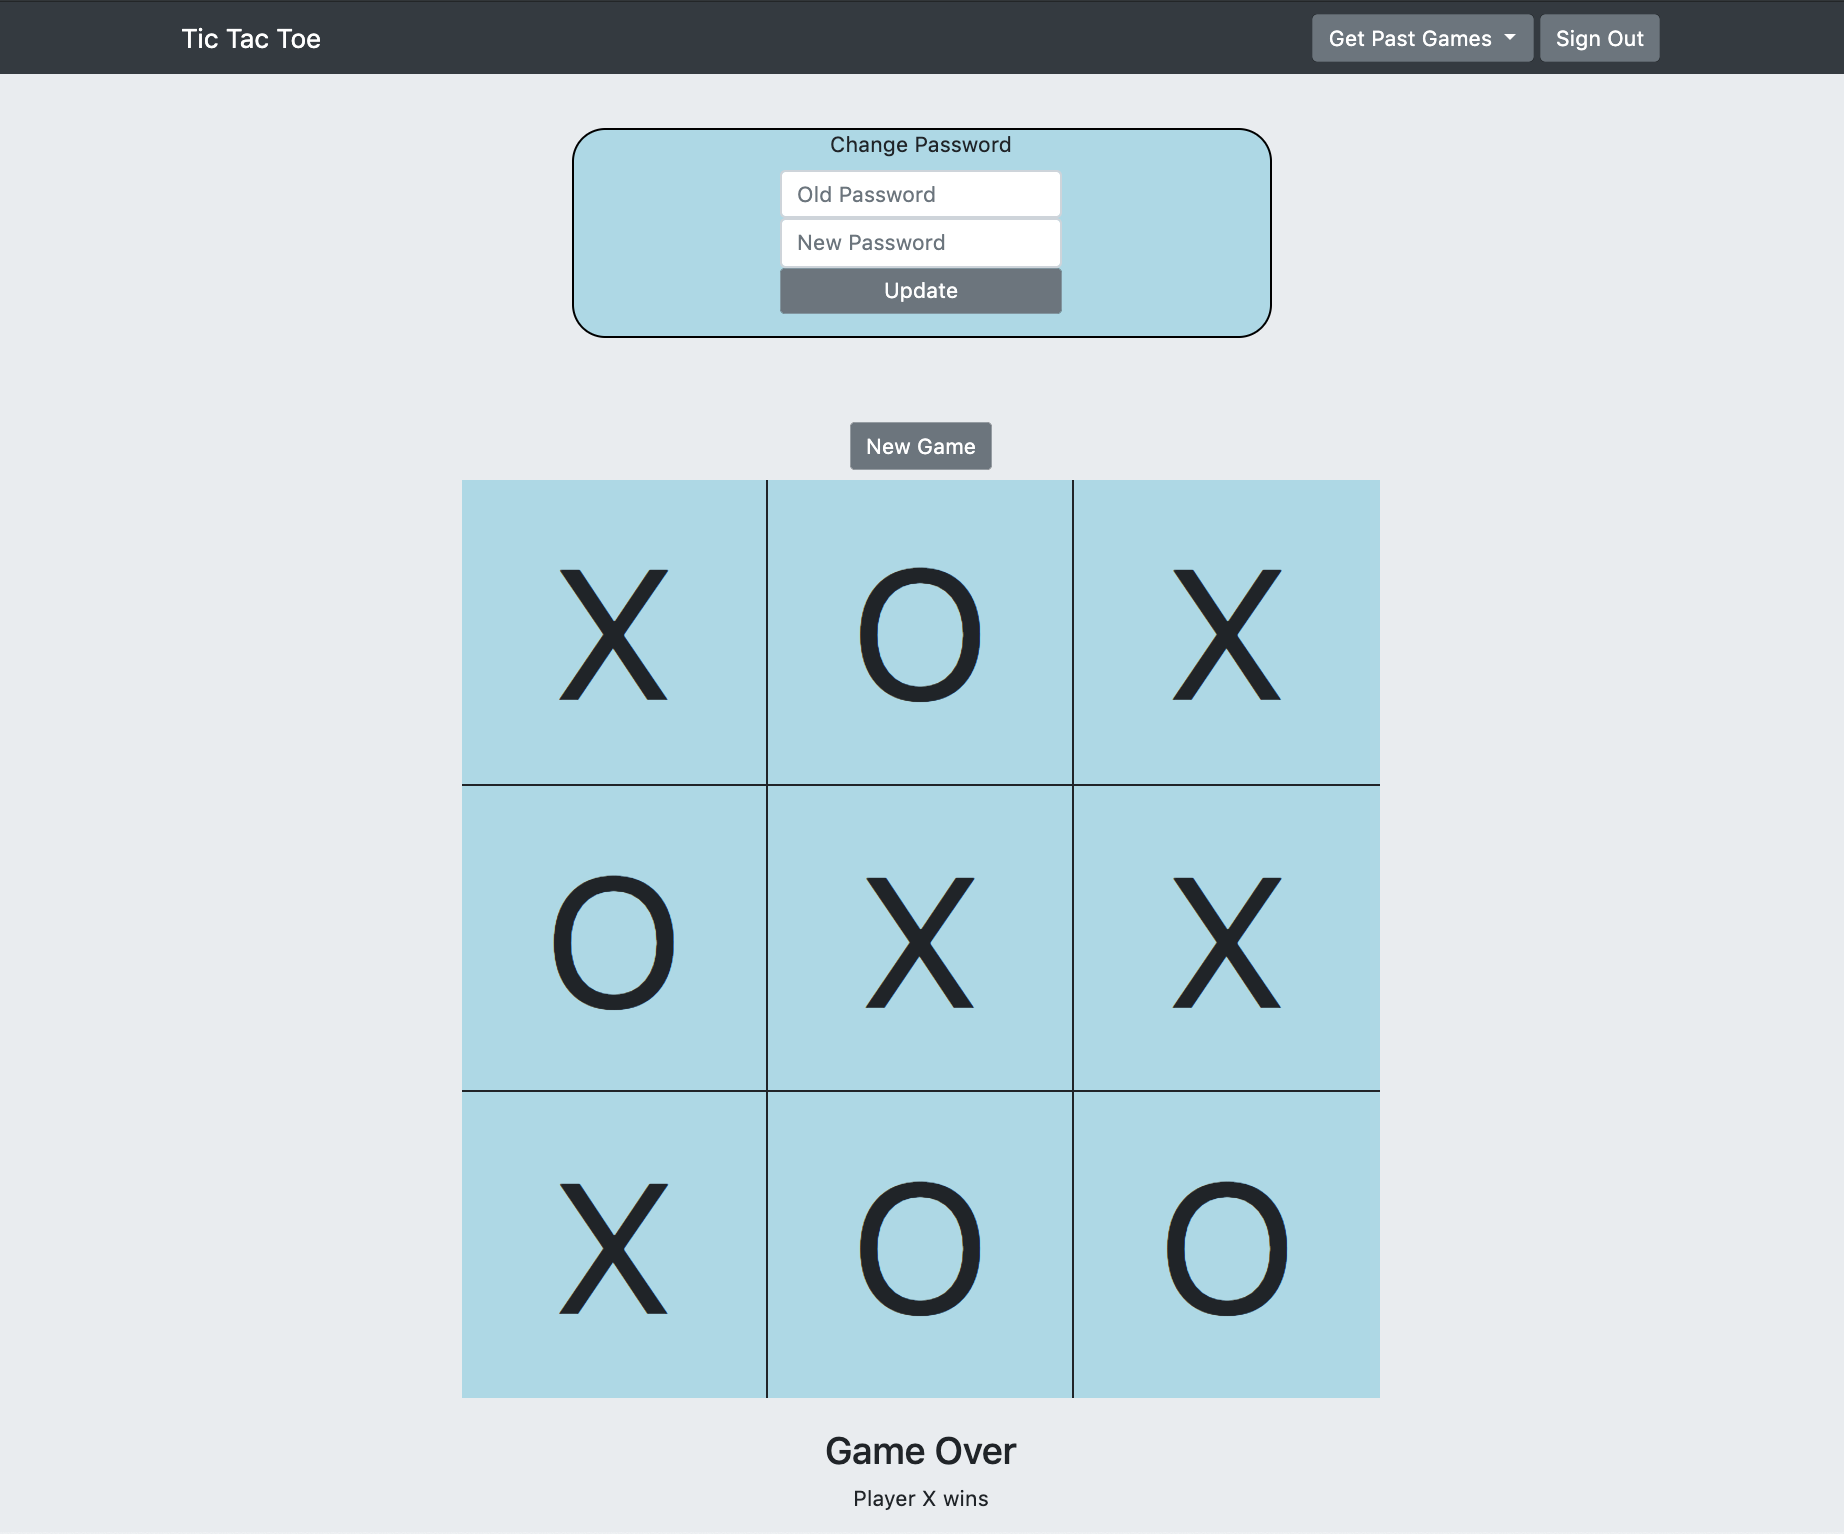 Tic Tac Toe Get Past Games Sign Out
Change Password
Old Password
New Password
Update
New Game
X O X
O X X
X O O
Game Over
Player X wins